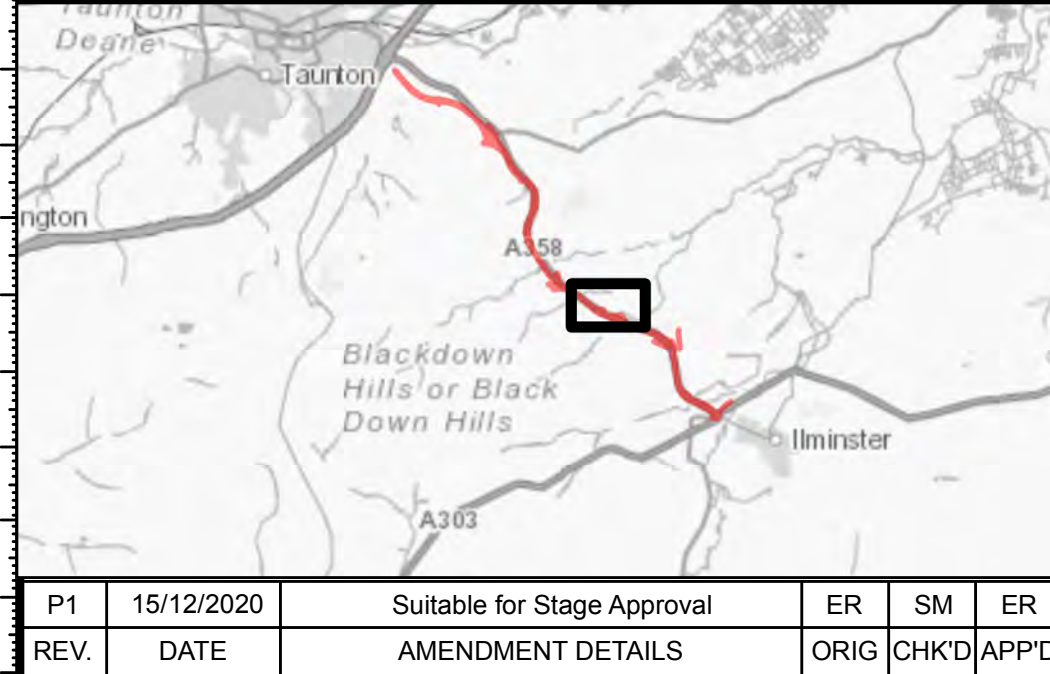 Taunton
Deane
Taunton
ngton
A358
Blackdown
Hills or Black
Down Hills
Ilminster
A303
P1 15/12/2020 Suitable for Stage Approval ER SM ER
REV. DATE AMENDMENT DETAILS ORIG CHK'D APP'D